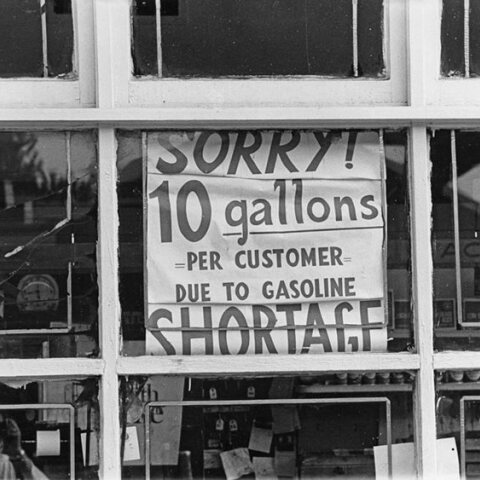 SORRY!
10 gallons
=PER CUSTOMER=
DUE TO GASOLINE
SHORTAGE